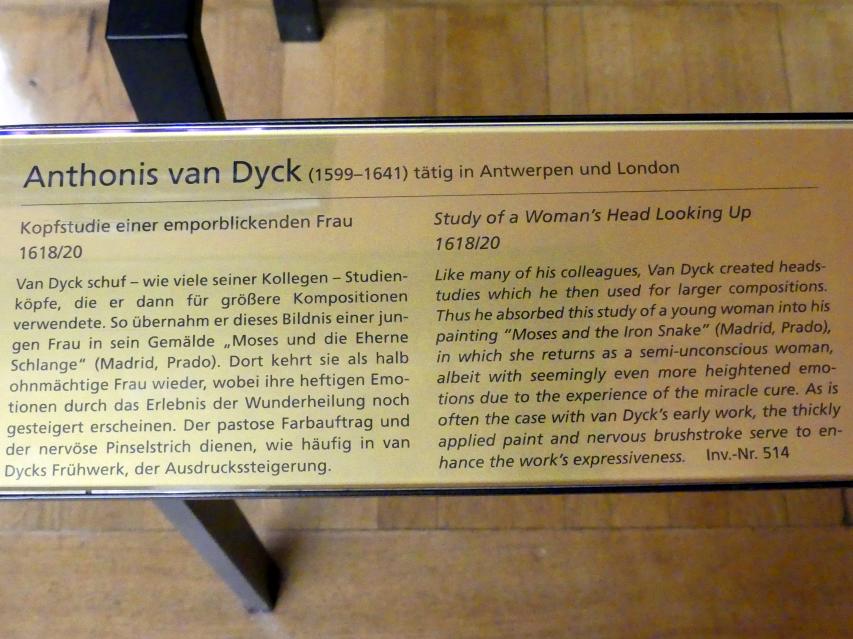 Anthonis van Dyck (1599–1641) tätig in Antwerpen und London
Kopfstudie einer emporblickenden Frau
1618/20
Van Dyck schuf – wie viele seiner Kollegen – Studien-
köpfe, die er dann für größere Kompositionen
verwendete. So übernahm er dieses Bildnis einer jun-
gen Frau in sein Gemälde „Moses und die Eherne
Schlange“ (Madrid, Prado). Dort kehrt sie als halb
ohnmächtige Frau wieder, wobei ihre heftigen Emo-
tionen durch das Erlebnis der Wunderheilung noch
gesteigert erscheinen. Der pastose Farbauftrag und
der nervöse Pinselstrich dienen, wie häufig in van
Dycks Frühwerk, der Ausdruckssteigerung.
Study of a Woman's Head Looking Up
1618/20
Like many of his colleagues, Van Dyck created heads-
tudies which he then used for larger compositions.
Thus he absorbed this study of a young woman into his
painting “Moses and the Iron Snake” (Madrid, Prado),
in which she returns as a semi-unconscious woman,
albeit with seemingly even more heightened emo-
tions due to the experience of the miracle cure. As is
often the case with van Dyck's early work, the thickly
applied paint and nervous brushstroke serve to en-
hance the work's expressiveness. Inv.-Nr. 514